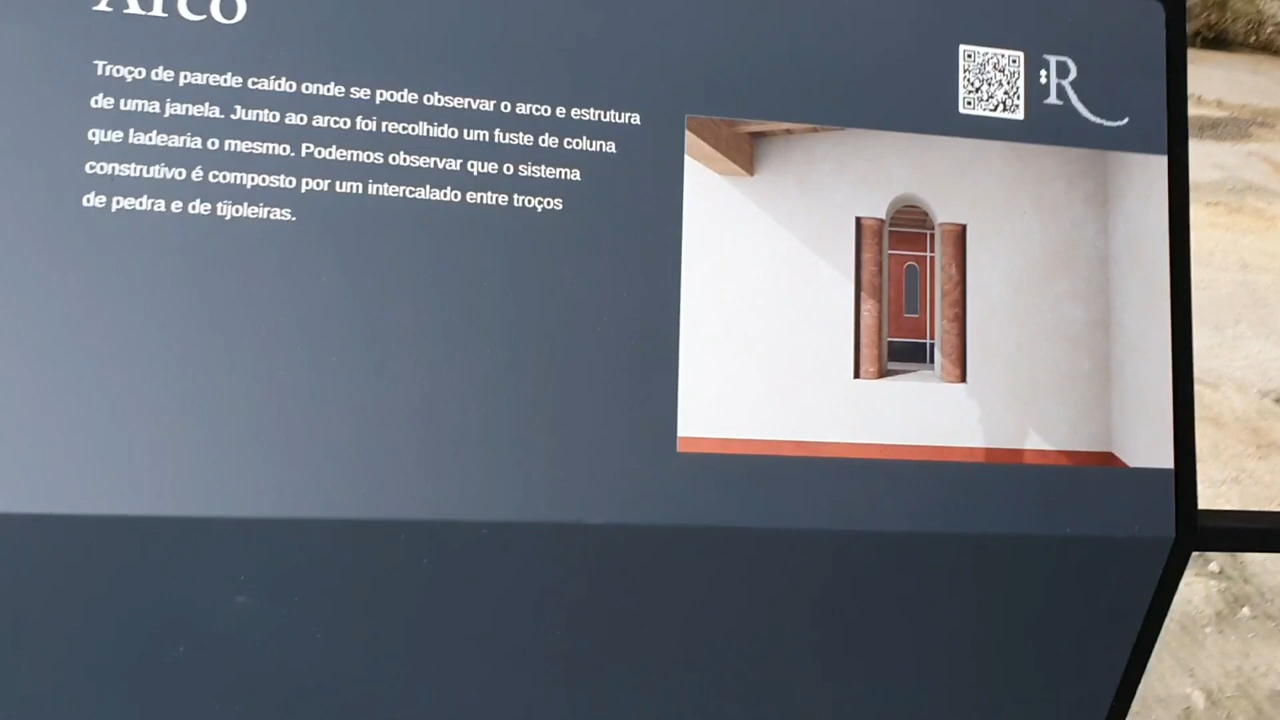 Arco
Troço de parede caído onde se pode observar o arco e estrutura
de uma janela. Junto ao arco foi recolhido um fuste de coluna
que ladearia o mesmo. Podemos observar que o sistema
construtivo é composto por um intercalado entre troços
de pedra e de tijoleiras.
:R